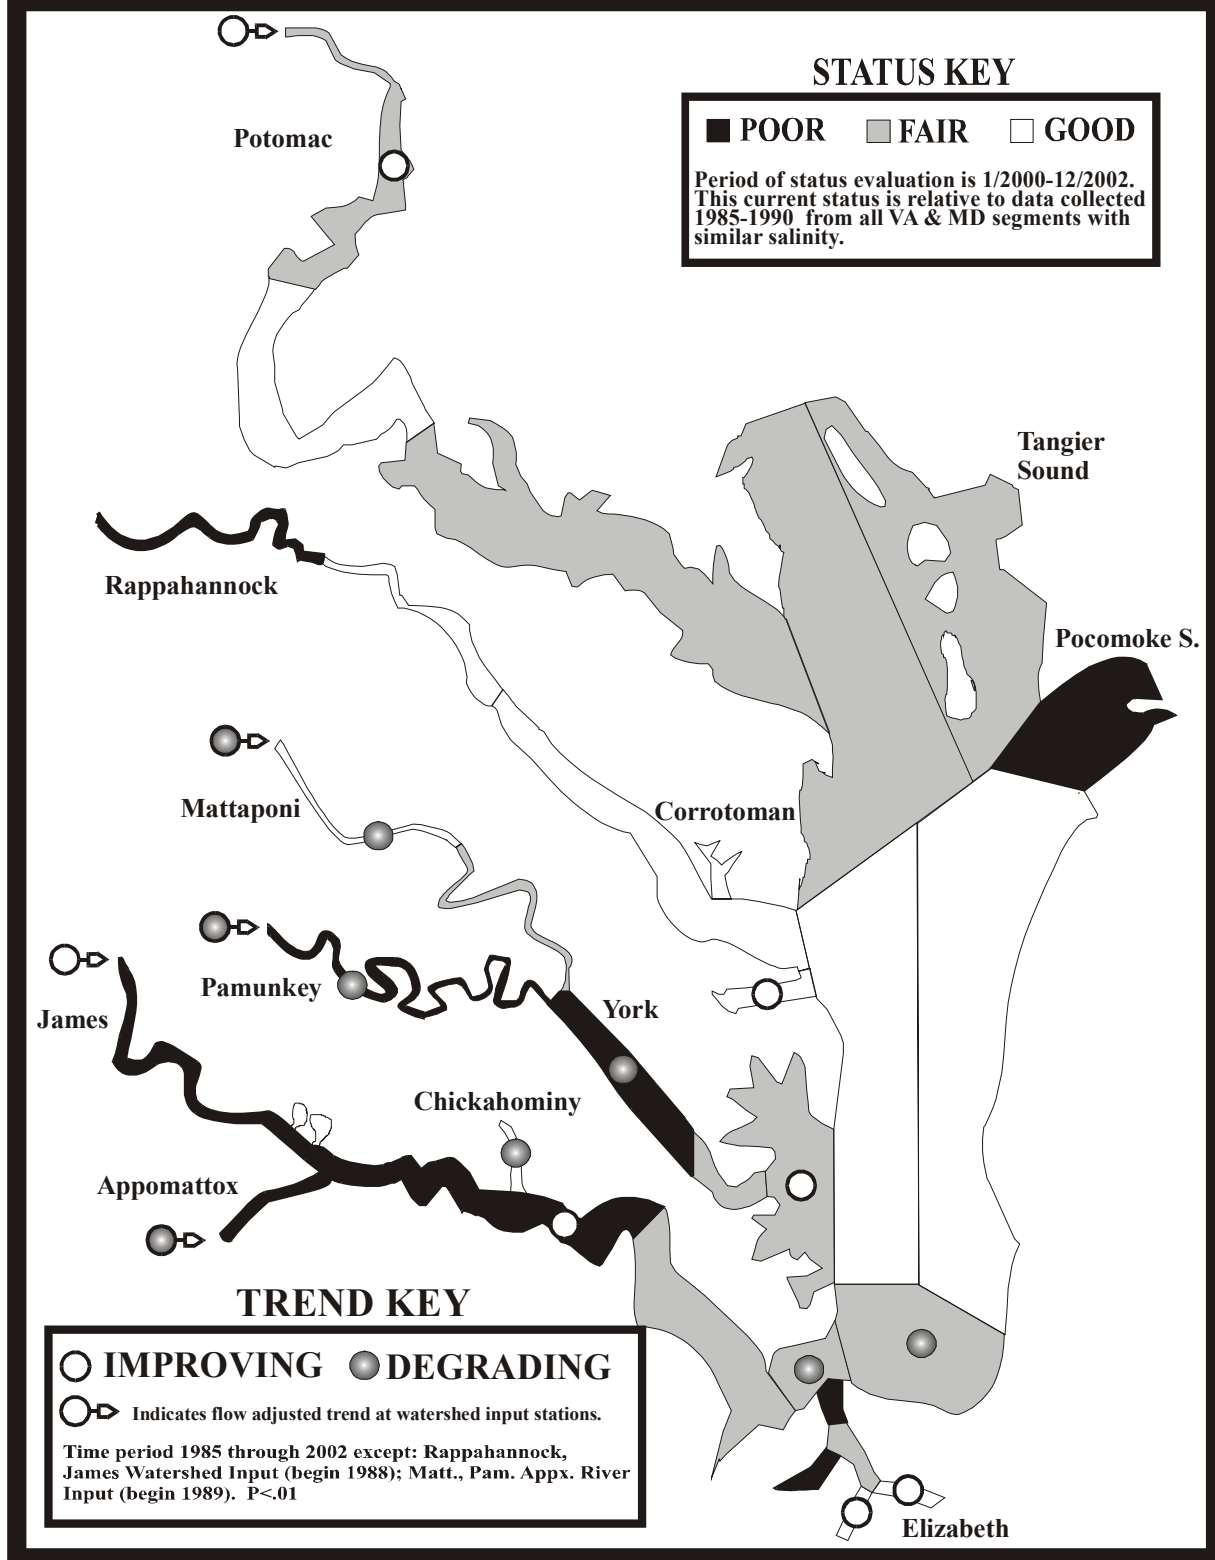 STATUS KEY
POOR FAIR GOOD
Period of status evaluation is 1/2000-12/2002.
This current status is relative to data collected
1985-1990 from all VA & MD segments with
similar salinity.
Potomac
Tangier
Sound
Rappahannock
Pocomoke S.
Mattaponi
Corrotoman
Pamunkey
York
James
Chickahominy
Appomattox
TREND KEY
IMPROVING DEGRADING
Indicates flow adjusted trend at watershed input stations.
Time period 1985 through 2002 except: Rappahannock,
James Watershed Input (begin 1988); Matt., Pam. Appx. River
Input (begin 1989). P<.01
Elizabeth